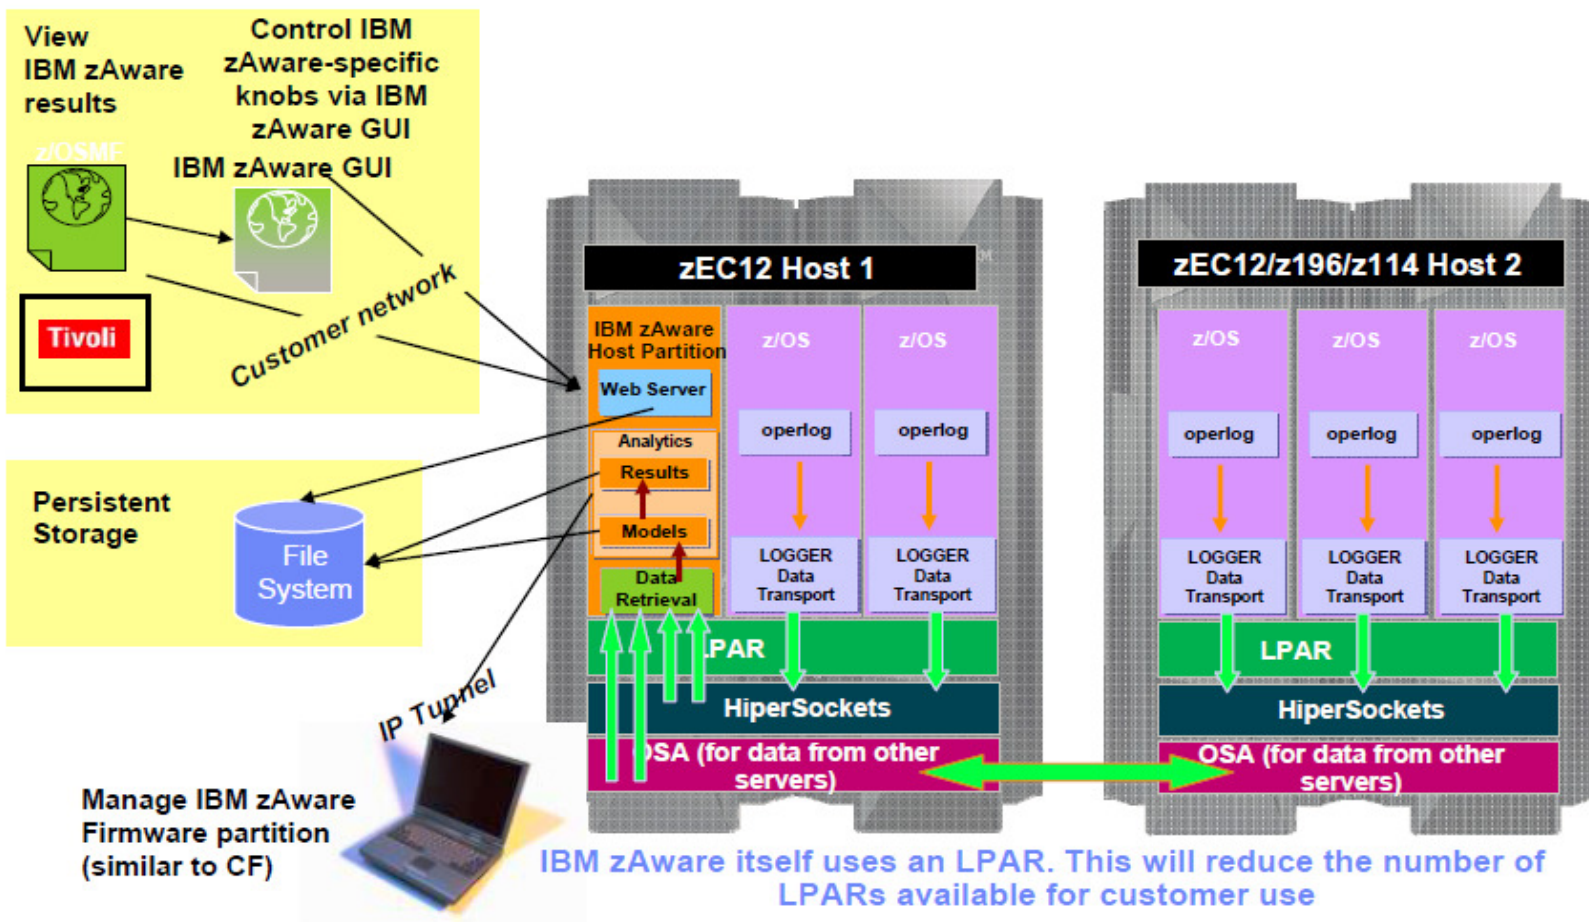 View
IBM zAware
results
Control IBM
zAware-specific
knobs via IBM
zAware GUI
z/OSMF
IBM zAware GUI
Tivoli
Customer network
Persistent
Storage
File
System
IP Tunnel
Manage IBM zAware
Firmware partition
(similar to CF)
zEC12 Host 1
IBM zAware
Host Partition
Web Server
Analytics
Results
Models
Data
Retrieval
z/OS
operlog
LOGGER
Data
Transport
z/OS
operlog
LOGGER
Data
Transport
LPAR
HiperSockets
OSA (for data from other
servers)
zEC12/z196/z114 Host 2
z/OS
operlog
LOGGER
Data
Transport
z/OS
operlog
LOGGER
Data
Transport
z/OS
operlog
LOGGER
Data
Transport
LPAR
HiperSockets
OSA (for data from other
servers)
IBM zAware itself uses an LPAR. This will reduce the number of
LPARs available for customer use